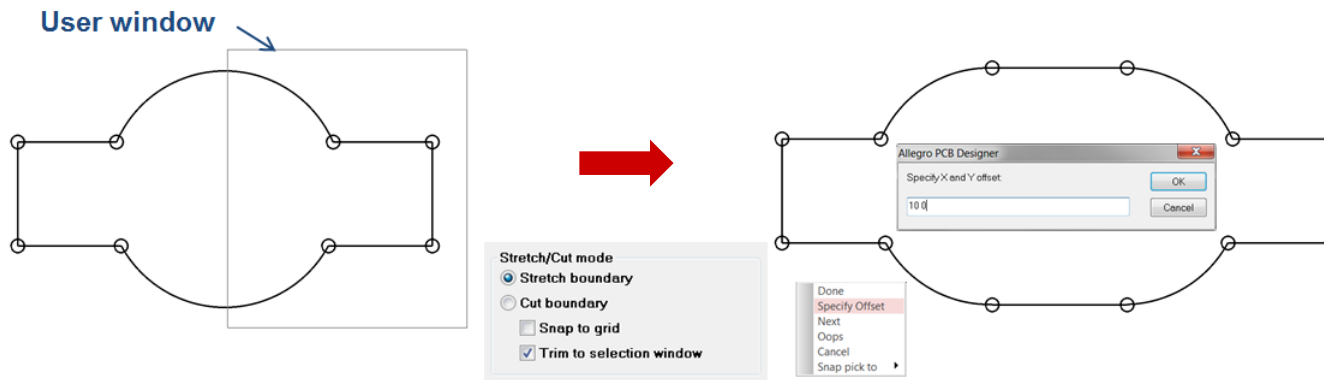 User window
Allegro PCB Designer
Specify X and Y offset:
OK
10 0
Cancel
Stretch/Cut mode
Stretch boundary
Cut boundary
Snap to grid
Trim to selection window
Done
Specify Offset
Next
Oops
Cancel
Snap pick to